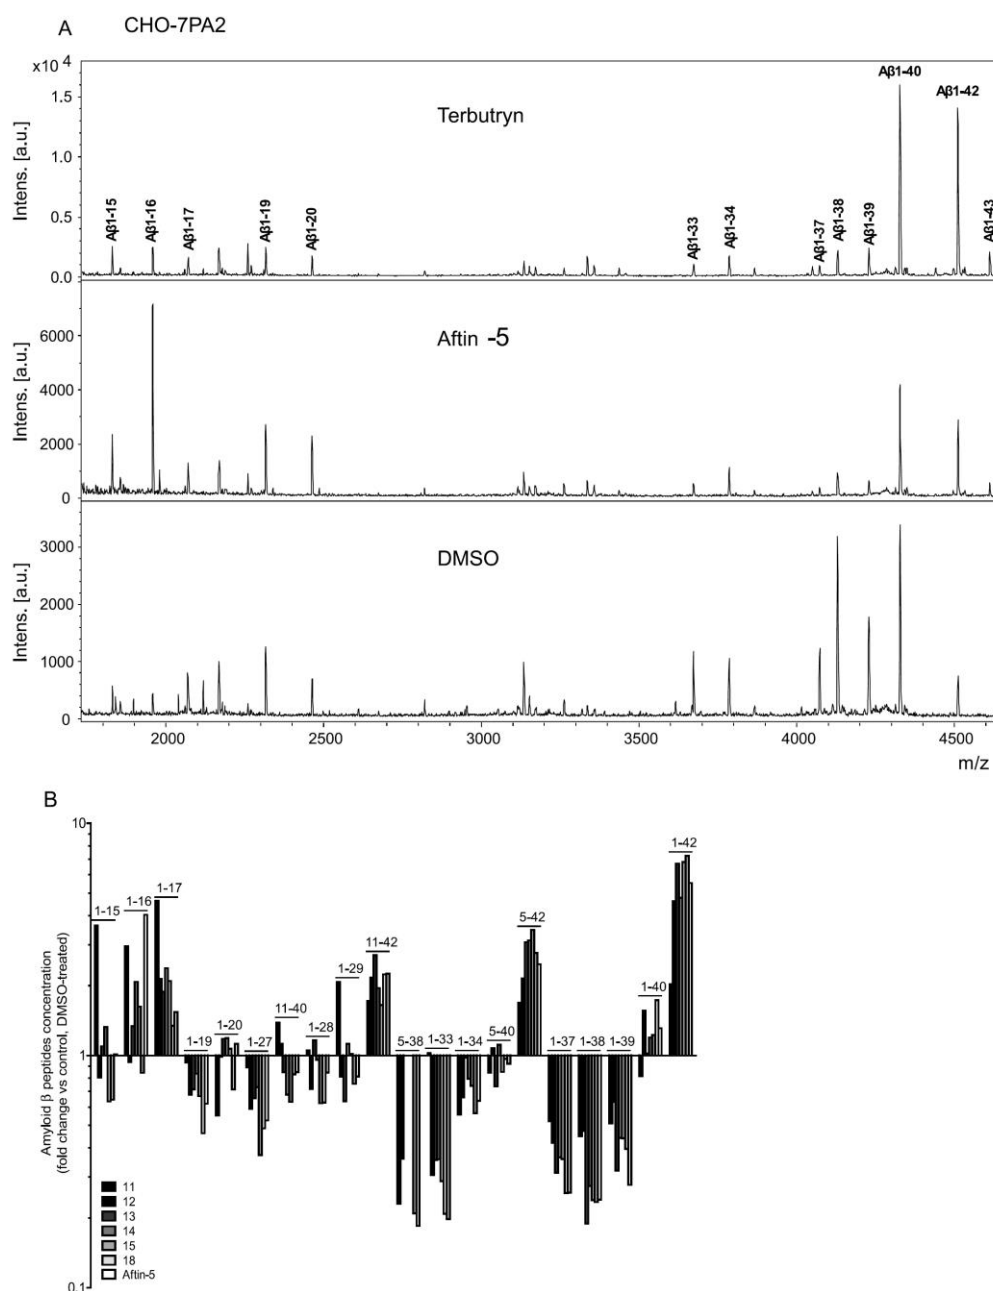 A CHO-7PA2
x10 4
Intens. [a.u.]
1.5
1.0
0.5
0.0
Terbutryn
Aβ1-15
Aβ1-16
Aβ1-17
Aβ1-19
Aβ1-20
Aβ1-33
Aβ1-34
Aβ1-37
Aβ1-38
Aβ1-39
Aβ1-40
Aβ1-42
Aβ1-43
Intens. [a.u.]
6000
4000
2000
0
Aftin -5
Intens. [a.u.]
3000
2000
1000
0
DMSO
2000 2500 3000 3500 4000 4500
m/z
B
Amyloid β peptides concentration
(fold change vs control, DMSO-treated)
10
1
0.1
1-15
1-16
1-17
1-19
1-20
1-27
11-40
1-28
1-29
11-42
5-38
1-33
1-34
5-40
5-42
1-37
1-38
1-39
1-40
1-42
11
12
13
14
15
18
Aftin-5